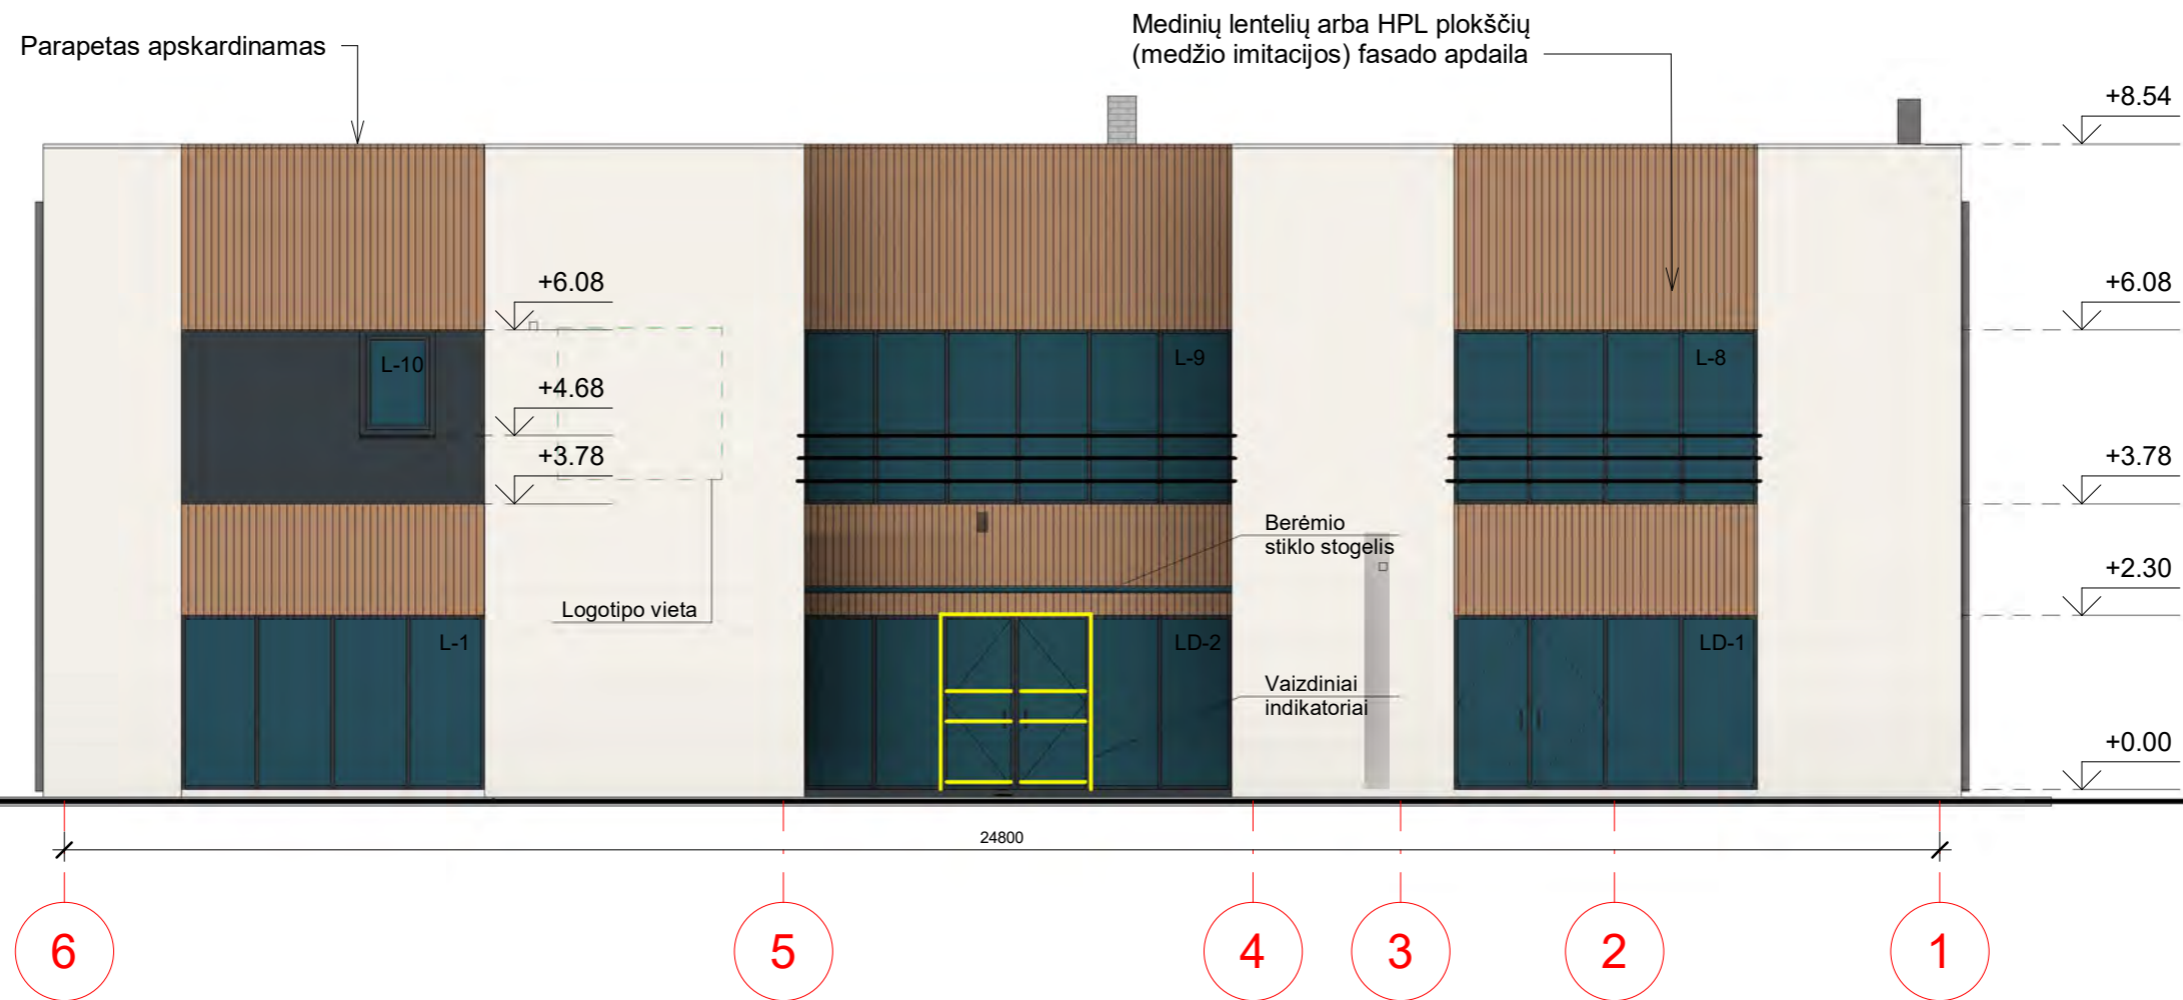 Medinių lentelių arba HPL plokščių
(medžio imitacijos) fasado apdaila
Parapetas apskardinamas
+8.54
+6.08
+6.08
L-10
L-9
L-8
+4.68
+3.78
+3.78
Berėmio
stiklo stogelis
+2.30
Logotipo vieta
L-1
LD-2
LD-1
Vaizdiniai
indikatoriai
+0.00
24800
6
5
4
3
2
1